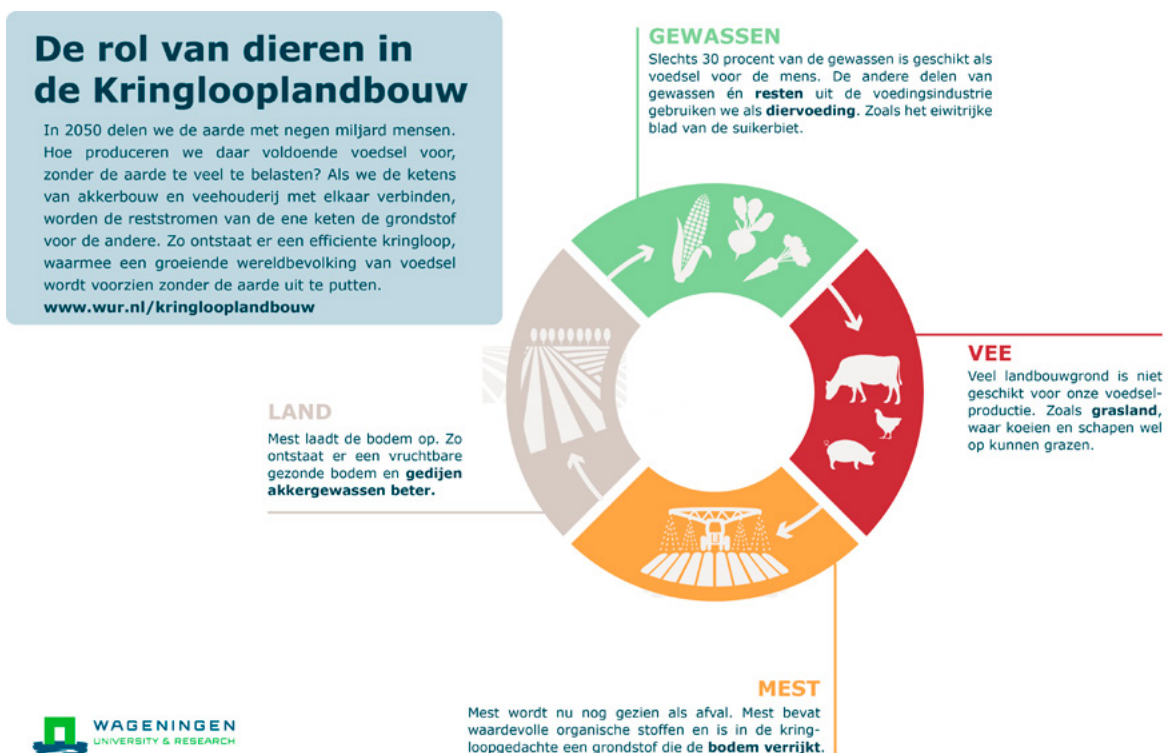 De rol van dieren in
de Kringlooplandbouw
In 2050 delen we de aarde met negen miljard mensen.
Hoe produceren we daar voldoende voedsel voor,
zonder de aarde te veel te belasten? Als we de ketens
van akkerbouw en veehouderij met elkaar verbinden,
worden de reststromen van de ene keten de grondstof
voor de andere. Zo ontstaat er een efficiente kringloop,
waarmee een groeiende wereldbevolking van voedsel
wordt voorzien zonder de aarde uit te putten.
www.wur.nl/kringlooplandbouw
GEWASSEN
Slechts 30 procent van de gewassen is geschikt als
voedsel voor de mens. De andere delen van
gewassen én resten uit de voedingsindustrie
gebruiken we als diervoeding. Zoals het eiwitrijke
blad van de suikerbiet.
VEE
Veel landbouwgrond is niet
geschikt voor onze voedsel-
productie. Zoals grasland,
waar koeien en schapen wel
op kunnen grazen.
LAND
Mest laadt de bodem op. Zo
ontstaat er een vruchtbare
gezonde bodem en gedijen
akkergewassen beter.
MEST
Mest wordt nu nog gezien als afval. Mest bevat
waardevolle organische stoffen en is in de kring-
loopgedachte een grondstof die de bodem verrijkt.
WAGENINGEN
UNIVERSITY & RESEARCH